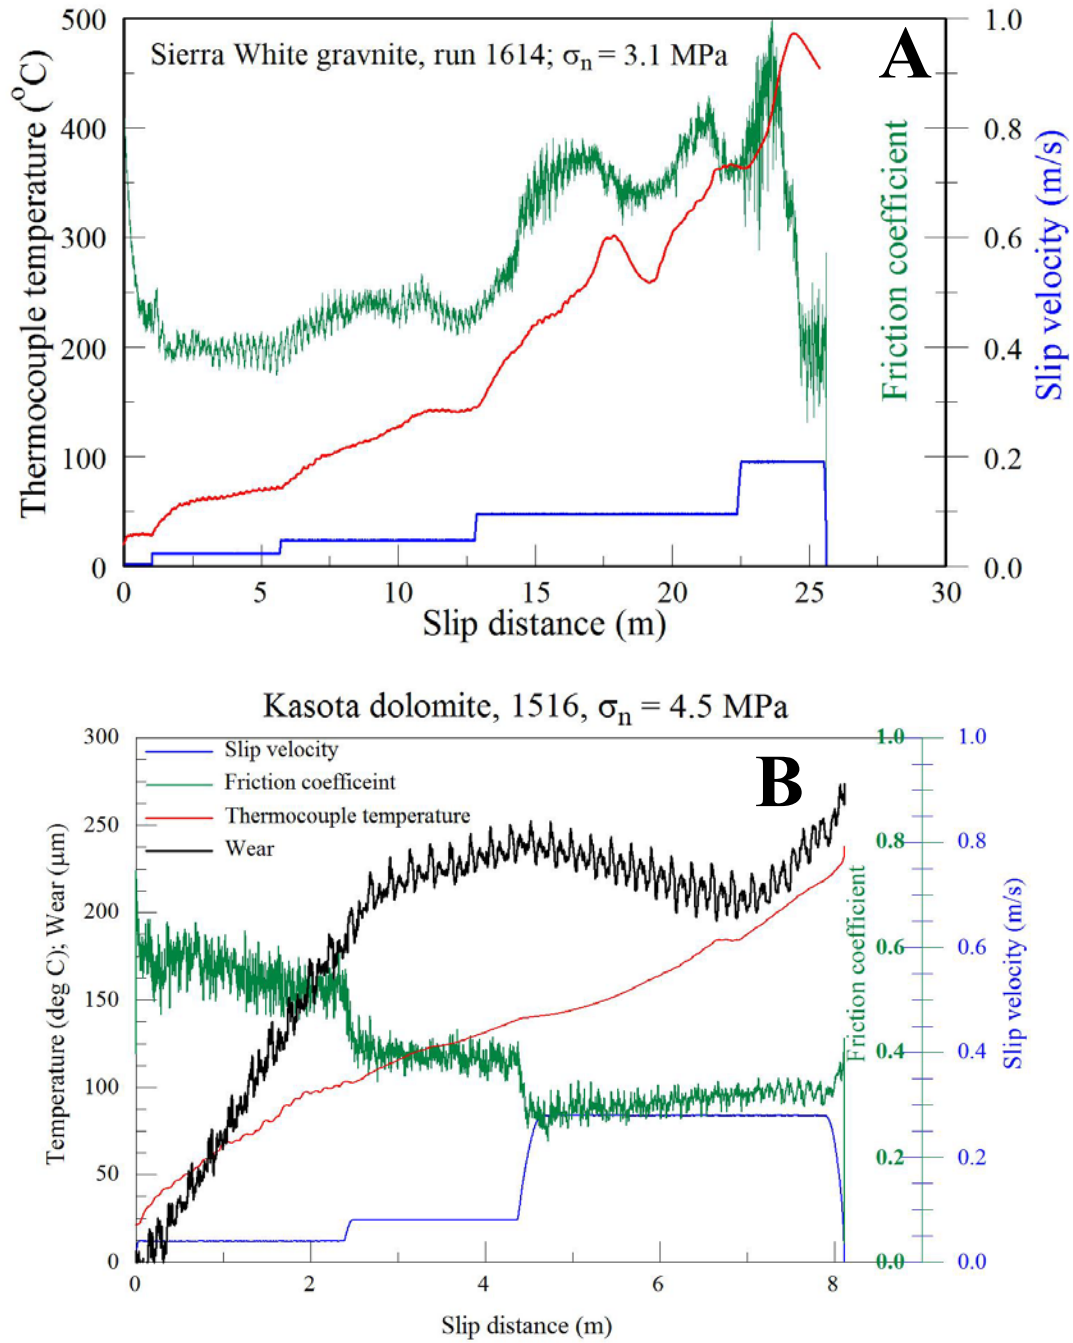 Sierra White gravnite, run 1614; σn = 3.1 MPa
A
Thermocouple temperature (oC)
500
400
300
200
100
0
Friction coefficient
Slip velocity (m/s)
1.0
0.8
0.6
0.4
0.2
0.0
0 5 10 15 20 25 30
Slip distance (m)
Kasota dolomite, 1516, σn = 4.5 MPa
B
Slip velocity
Friction coefficeint
Thermocouple temperature
Wear
Temperature (deg C); Wear (μm)
300
250
200
150
100
50
0
Friction coefficient
1.0
0.8
0.6
0.4
0.2
0.0
Slip velocity (m/s)
1.0
0.8
0.6
0.4
0.2
0.0
0 2 4 6 8
Slip distance (m)